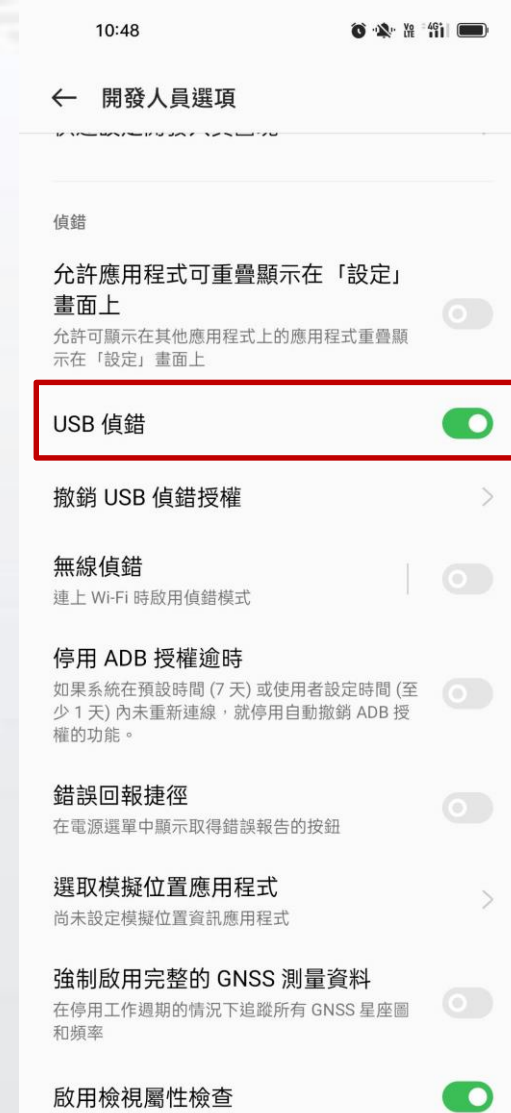 10:48
Vo LTE 4G+
開發人員選項
偵錯
允許應用程式可重疊顯示在「設定」
畫面上
允許可顯示在其他應用程式上的應用程式重疊顯
示在「設定」畫面上
USB 偵錯
撤銷 USB 偵錯授權
無線偵錯
連上 Wi-Fi 時啟用偵錯模式
停用 ADB 授權逾時
如果系統在預設時間 (7 天) 或使用者設定時間 (至
少 1 天) 內未重新連線，就停用自動撤銷 ADB 授
權的功能。
錯誤回報捷徑
在電源選單中顯示取得錯誤報告的按鈕
選取模擬位置應用程式
尚未設定模擬位置資訊應用程式
強制啟用完整的 GNSS 測量資料
在停用工作週期的情況下追蹤所有 GNSS 星座圖
和頻率
啟用檢視屬性檢查